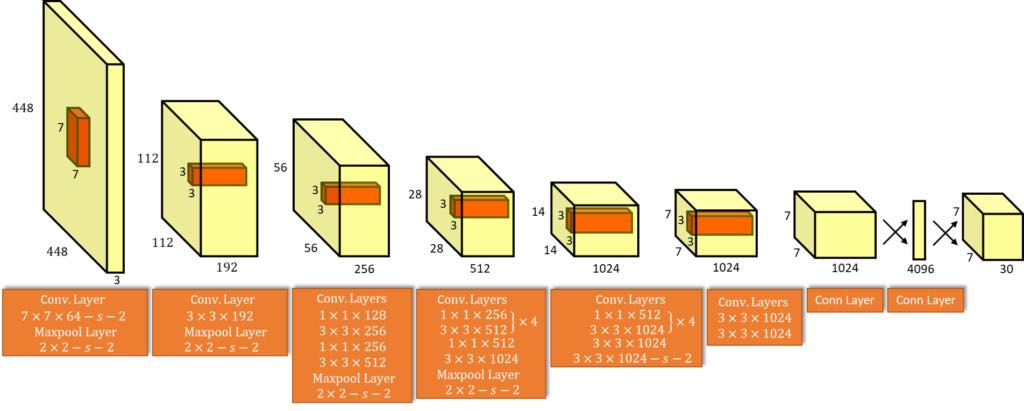 448
7
7
448
3
112
3
3
112
192
56
3
3
56
256
28
3
3
28
512
14
3
3
14
1024
7
3
3
7
1024
7
7
1024
4096
7
7
30
Conv. Layer
7 × 7 × 64 − s − 2
Maxpool Layer
2 × 2 − s − 2
Conv. Layer
3 × 3 × 192
Maxpool Layer
2 × 2 − s − 2
Conv. Layers
1 × 1 × 128
3 × 3 × 256
1 × 1 × 256
3 × 3 × 512
Maxpool Layer
2 × 2 − s − 2
Conv. Layers
1 × 1 × 256
3 × 3 × 512 } × 4
1 × 1 × 512
3 × 3 × 1024
Maxpool Layer
2 × 2 − s − 2
Conv. Layers
1 × 1 × 512
3 × 3 × 1024 } × 4
3 × 3 × 1024
3 × 3 × 1024 − s − 2
Conv. Layers
3 × 3 × 1024
3 × 3 × 1024
Conn Layer
Conn Layer